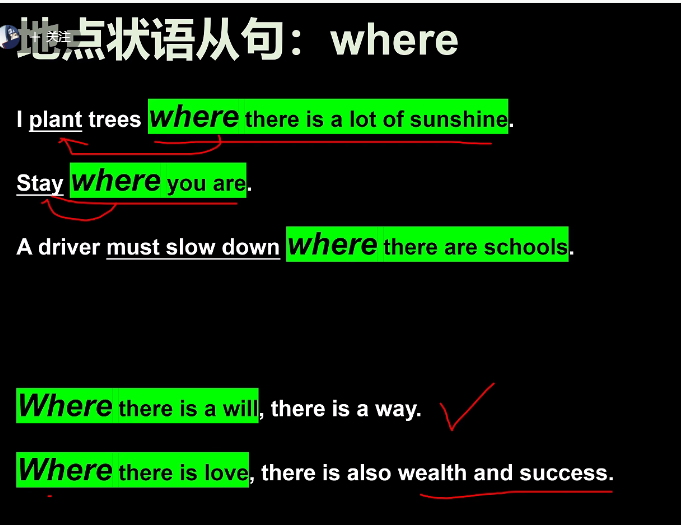 地点状语从句：where
+ 关注
I plant trees where there is a lot of sunshine.
Stay where you are.
A driver must slow down where there are schools.
Where there is a will, there is a way.
Where there is love, there is also wealth and success.